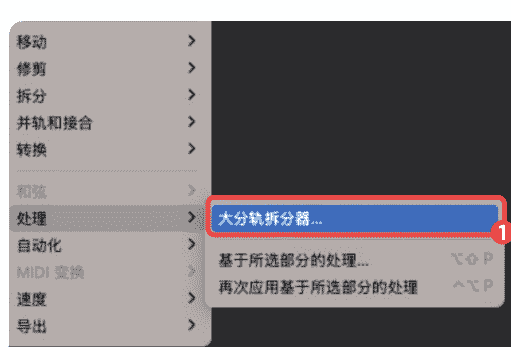 移动
修剪
拆分
并轨和接合
转换
和弦
处理
大分轨拆分器...
1
自动化
基于所选部分的处理... ⌥⇧P
MIDI 变换
再次应用基于所选部分的处理 ^⌥P
速度
导出